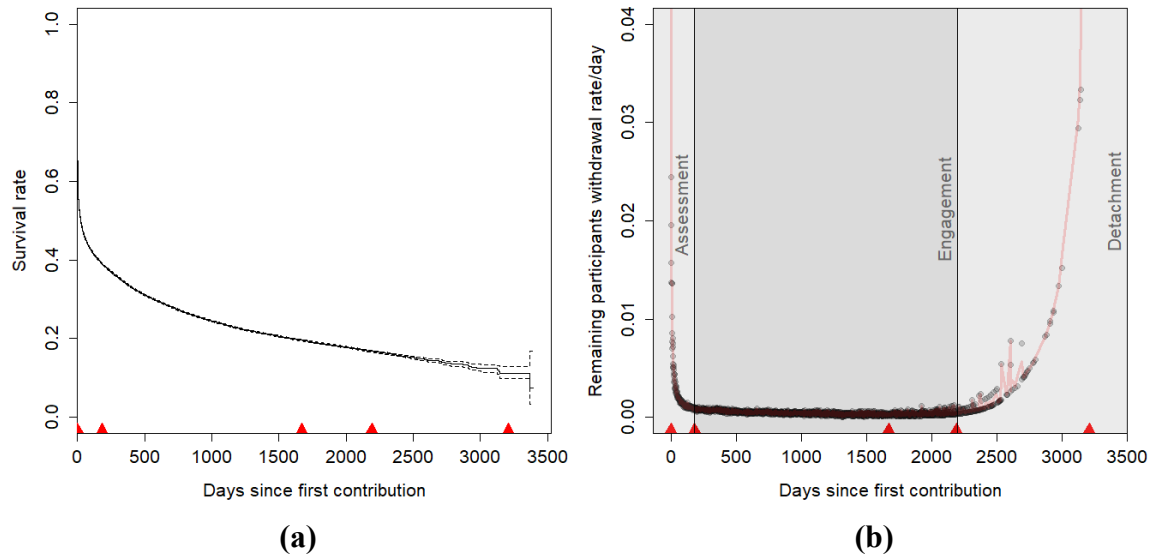 Survival rate
1.0
0.8
0.6
0.4
0.2
0.0
0 500 1000 1500 2000 2500 3000 3500
Days since first contribution
(a)
Remaining participants withdrawal rate/day
0.04
0.03
0.02
0.01
0.00
Assessment
Engagement
Detachment
0 500 1000 1500 2000 2500 3000 3500
Days since first contribution
(b)